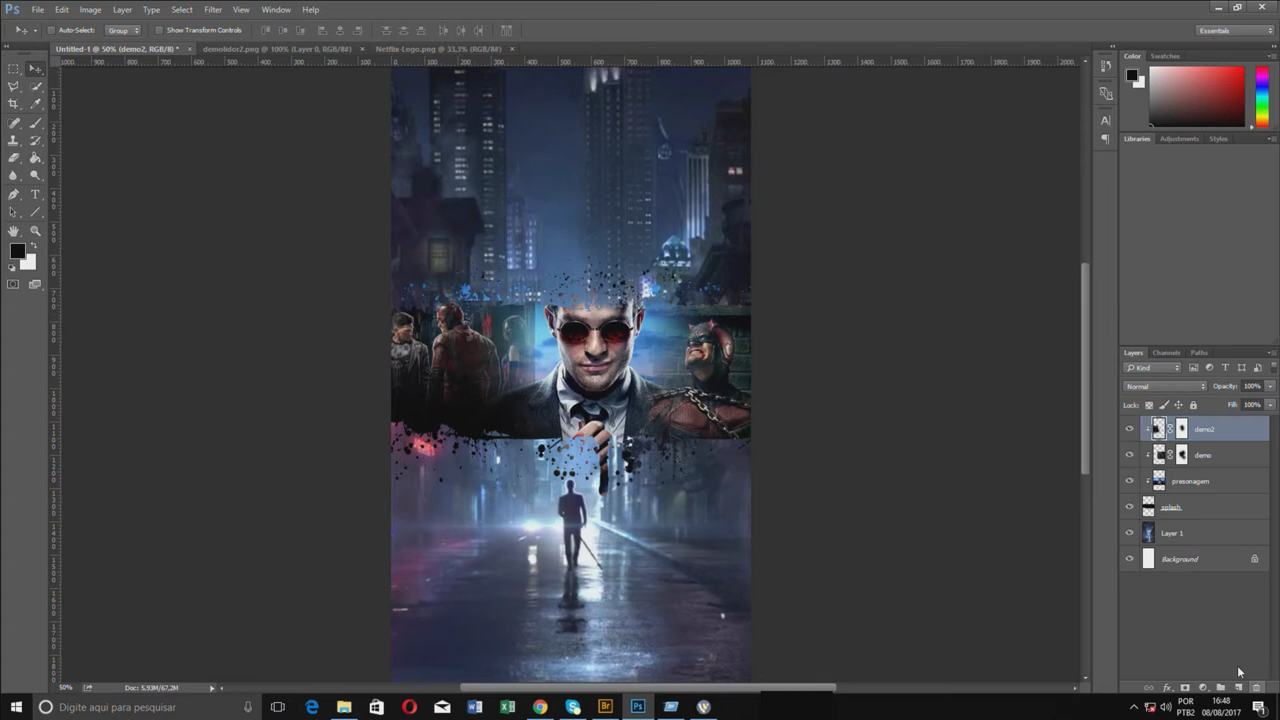 Ps File Edit Image Layer Type Select Filter 3D View Window Help
Auto-Select: Group Show Transform Controls Essentials
Untitled-1 @ 50% (demo2, RGB/8) * × demolidor2.png @ 100% (Layer 0, RGB/8#) × Netflix-Logo.png @ 33,3% (RGB/8#) ×
Color Swatches
Libraries Adjustments Styles
Layers Channels Paths
Kind
Normal Opacity: 100%
Lock: Fill: 100%
demo2
demo
presonagem
splash
Layer 1
Background
50% Doc: 5,93M/67,2M
Digite aqui para pesquisar
POR
PTB2
16:48
08/08/2017